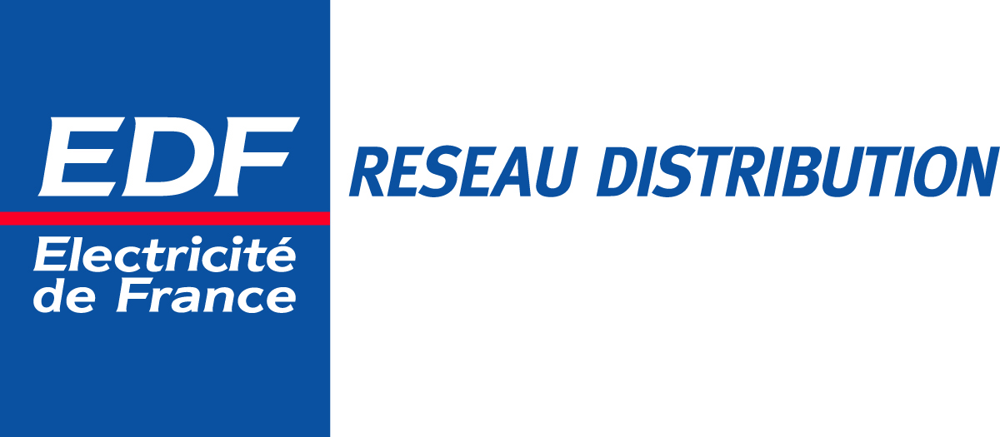 EDF
Electricité
de France
RESEAU DISTRIBUTION